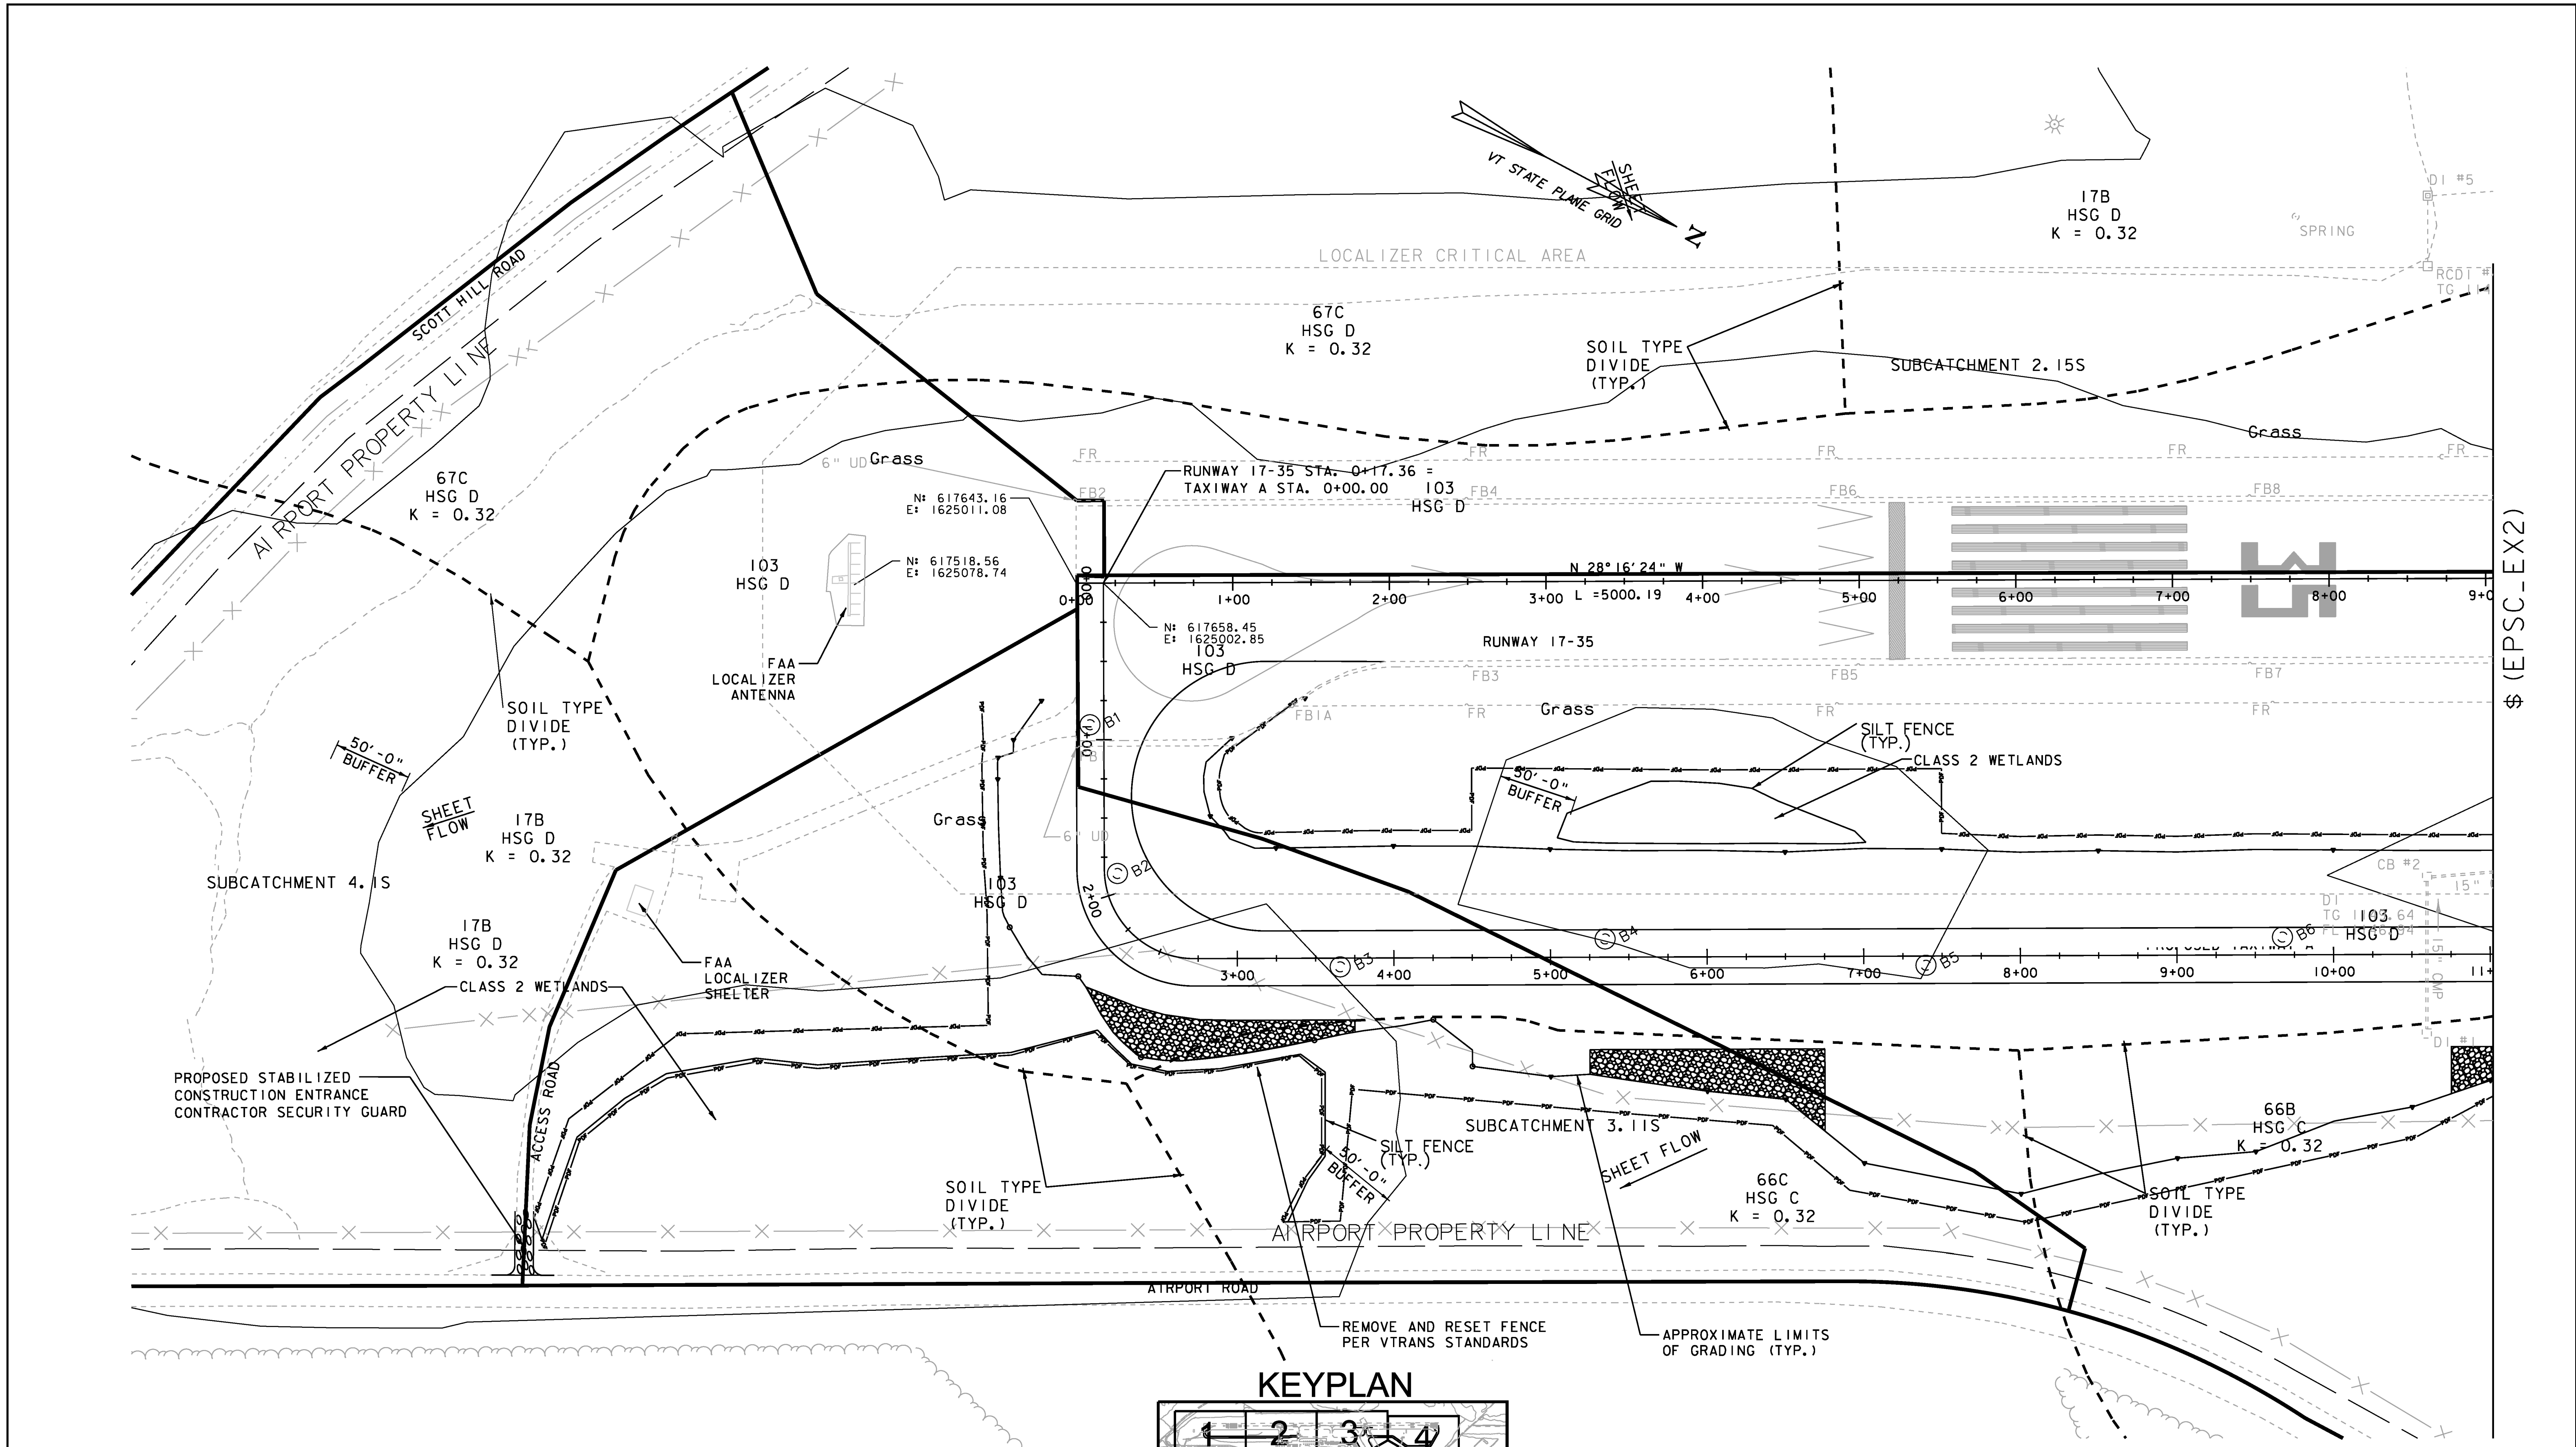 DI #5
SPRING
17B
HSG D
K = 0.32
RCDI #
VT STATE PLANE GRID
SHEET
FLOW
N
LOCALIZER CRITICAL AREA
SCOTT HILL ROAD
AIRPORT PROPERTY LINE
67C
HSG D
K = 0.32
SOIL TYPE
DIVIDE
(TYP.)
SUBCATCHMENT 2.15S
Grass
FR
FR
FR
FR
FR
6" UD
Grass
67C
HSG D
K = 0.32
RUNWAY 17-35 STA. 0+17.36 =
TAXIWAY A STA. 0+00.00
N: 617643.16
E: 1625011.08
FB2
FB4
FB6
FB8
103
HSG D
$ (EPSC_EX2)
103
HSG D
N: 617518.56
E: 1625078.74
N 28°16'24" W
L =5000.19
0+00
0+00
1+00
2+00
3+00
4+00
5+00
6+00
7+00
8+00
9+0
N: 617658.45
E: 1625002.85
RUNWAY 17-35
103
HSG D
FAA
LOCALIZER
ANTENNA
FB3
FB5
FB7
SOIL TYPE
DIVIDE
(TYP.)
FB1A
FR
Grass
FR
FR
B1
SILT FENCE
(TYP.)
CLASS 2 WETLANDS
50'-0"
BUFFER
50'-0"
BUFFER
SHEET
FLOW
17B
HSG D
K = 0.32
Grass
6" UD
B2
CB #2
15"
SUBCATCHMENT 4.1S
103
HSG D
2+00
DI
103
HSG D
17B
HSG D
K = 0.32
B3
B4
B5
B6
15" CMP
3+00
4+00
5+00
6+00
7+00
8+00
9+00
10+00
11+
FAA
LOCALIZER
SHELTER
CLASS 2 WETLANDS
DI #1
PROPOSED STABILIZED
CONSTRUCTION ENTRANCE
CONTRACTOR SECURITY GUARD
ACCESS ROAD
SUBCATCHMENT 3.11S
SILT FENCE
(TYP.)
50'-0"
BUFFER
SHEET FLOW
66B
HSG C
K = 0.32
66C
HSG C
K = 0.32
SOIL TYPE
DIVIDE
(TYP.)
SOIL TYPE
DIVIDE
(TYP.)
AIRPORT PROPERTY LINE
AIRPORT ROAD
REMOVE AND RESET FENCE
PER VTRANS STANDARDS
APPROXIMATE LIMITS
OF GRADING (TYP.)
KEYPLAN
1 2 3 4